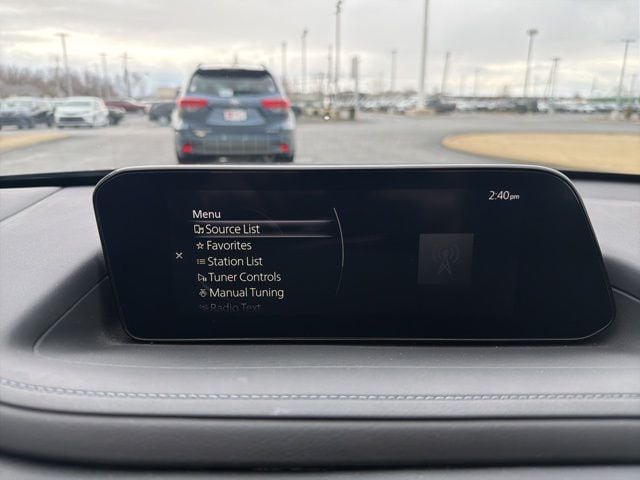 2:40pm
Menu
Source List
Favorites
Station List
Tuner Controls
Manual Tuning
Radio Text